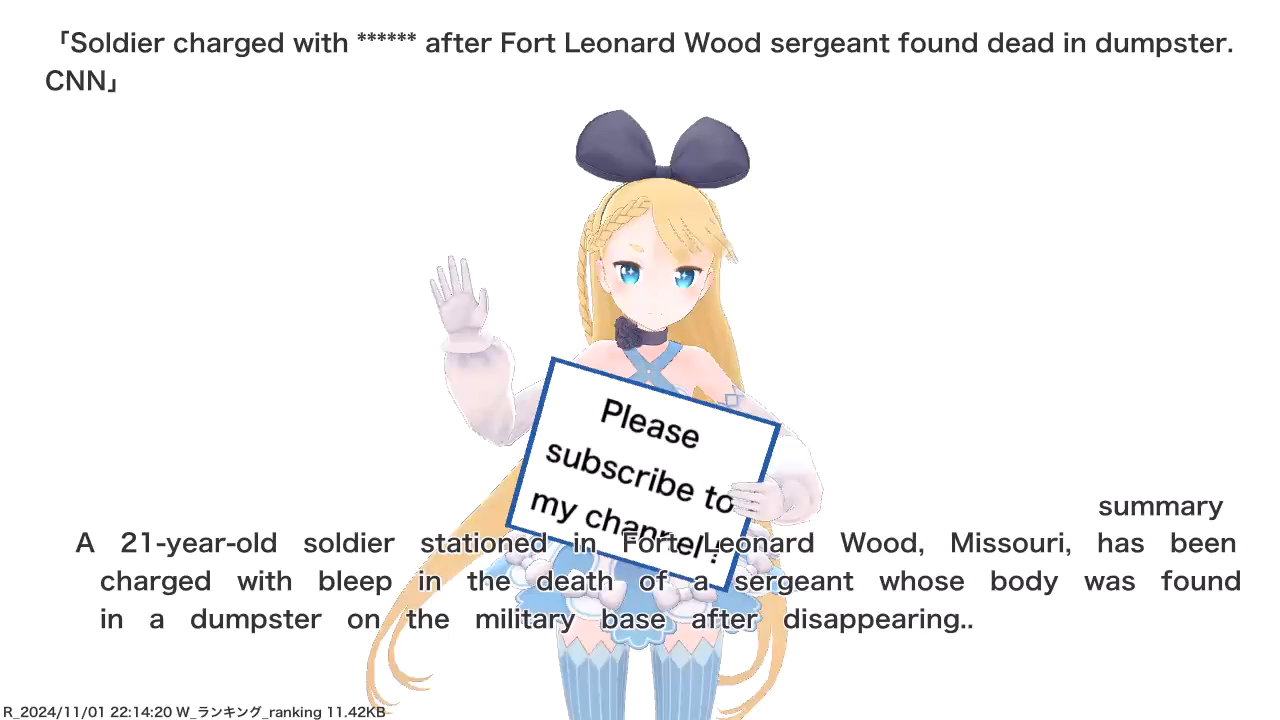 「Soldier charged with ****** after Fort Leonard Wood sergeant found dead in dumpster.
CNN」
Please
subscribe to
my channel!
summary
A 21-year-old soldier stationed in Fort Leonard Wood, Missouri, has been
charged with bleep in the death of a sergeant whose body was found
in a dumpster on the military base after disappearing..
R_2024/11/01 22:14:20 W_ランキング_ranking 11.42KB